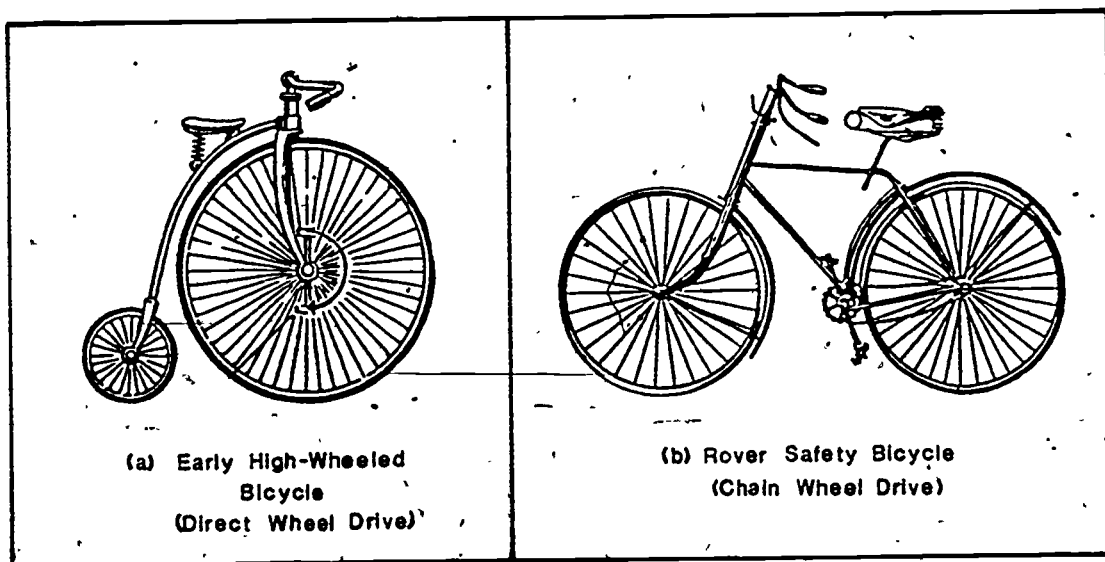 (a) Early High-Wheeled
Bicycle
(Direct Wheel Drive)
(b) Rover Safety Bicycle
(Chain Wheel Drive)